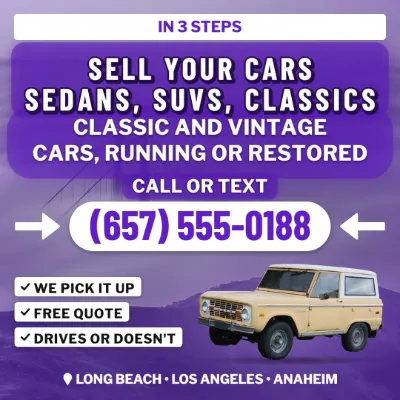 IN 3 STEPS
SELL YOUR CARS
SEDANS, SUVS, CLASSICS
CLASSIC AND VINTAGE
CARS, RUNNING OR RESTORED
CALL OR TEXT
(657) 555-0188
WE PICK IT UP
FREE QUOTE
DRIVES OR DOESN'T
LONG BEACH • LOS ANGELES • ANAHEIM